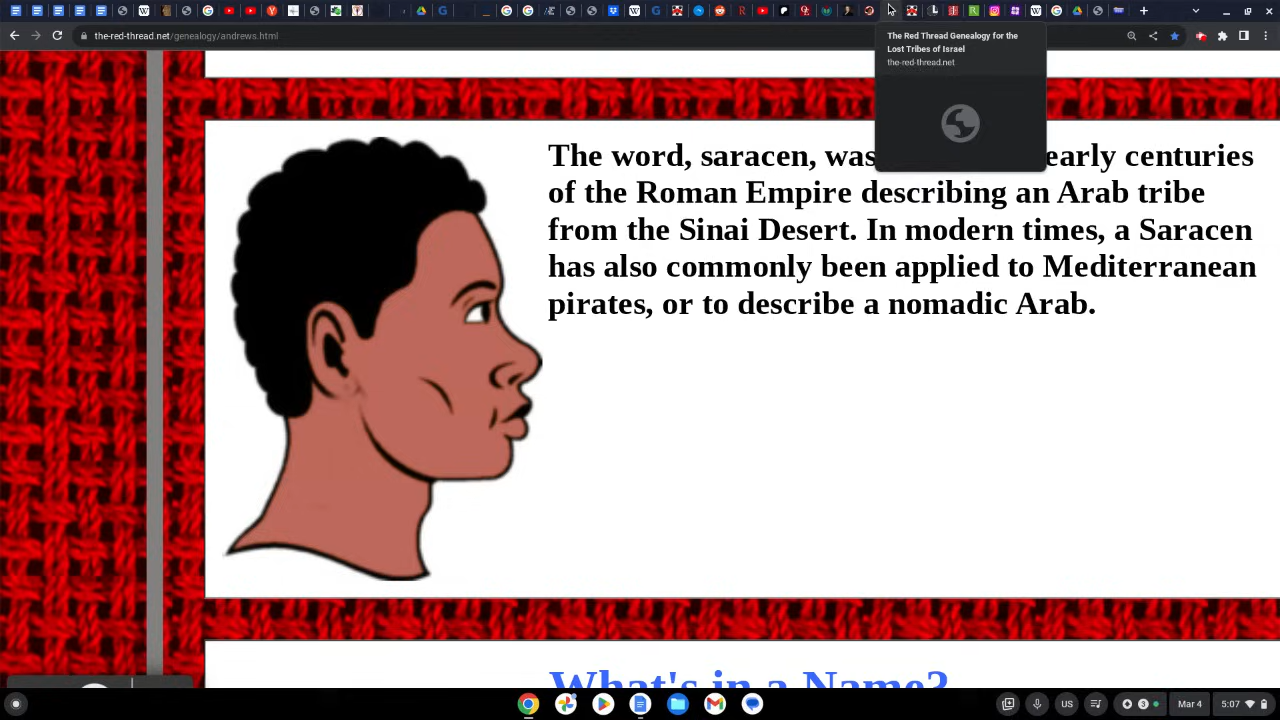 the-red-thread.net/genealogy/andrews.html
The Red Thread Genealogy for the
Lost Tribes of Israel
the-red-thread.net
The word, saracen, was early centuries
of the Roman Empire describing an Arab tribe
from the Sinai Desert. In modern times, a Saracen
has also commonly been applied to Mediterranean
pirates, or to describe a nomadic Arab.
What's in a Name?
US
3
Mar 4
5:07